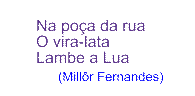 Na poça da rua
O vira-lata
Lambe a Lua
(Millôr Fernandes)